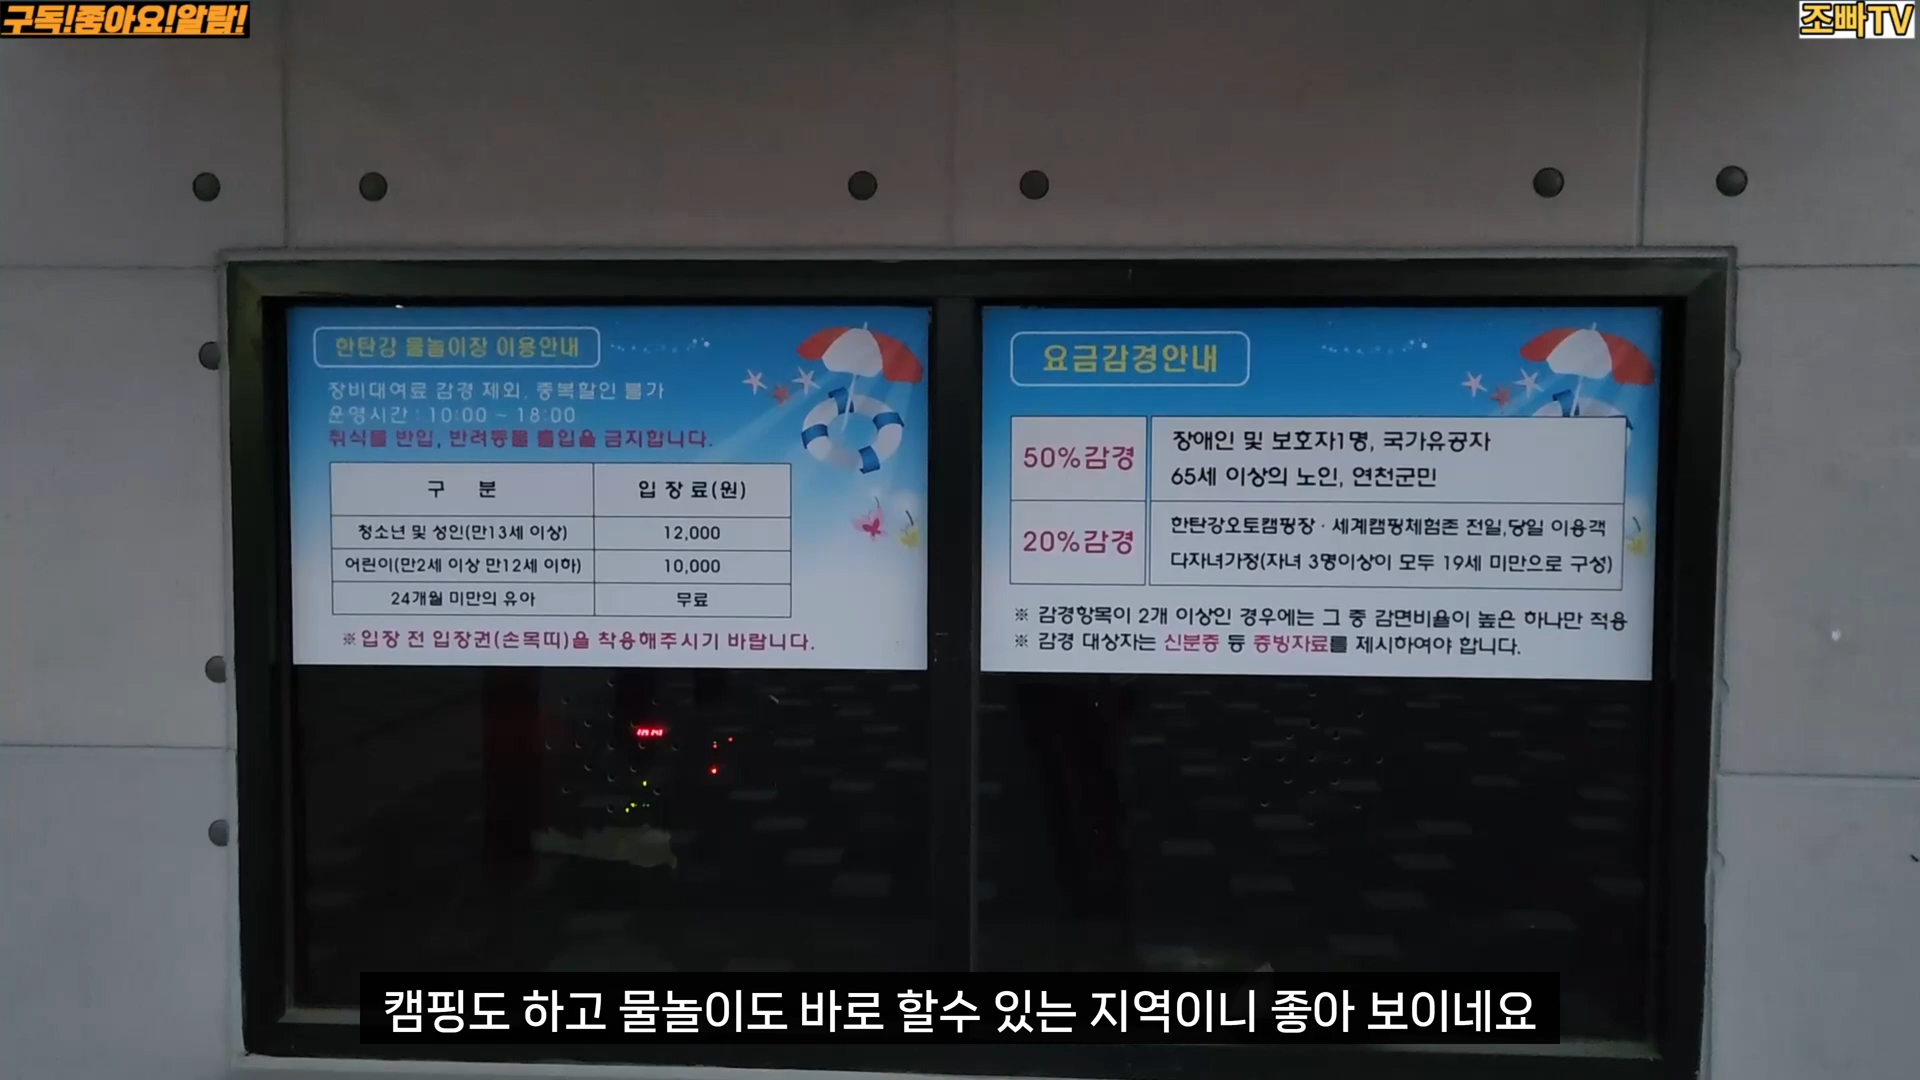 구독!좋아요!알람!
조빠TV
한탄강 물놀이장 이용안내
장비대여료 감경 제외, 중복할인 불가
운영시간 : 10:00 ~ 18:00
취식물 반입, 반려동물 출입을 금지합니다.
구 분 입 장 료(원)
청소년 및 성인(만13세 이상) 12,000
어린이(만2세 이상 만12세 이하) 10,000
24개월 미만의 유아 무료
※입장 전 입장권(손목띠)을 착용해주시기 바랍니다.
요금감경안내
50%감경
장애인 및 보호자1명, 국가유공자
65세 이상의 노인, 연천군민
20%감경
한탄강오토캠핑장 · 세계캠핑체험존 전일,당일 이용객
다자녀가정(자녀 3명이상이 모두 19세 미만으로 구성)
※ 감경항목이 2개 이상인 경우에는 그 중 감면비율이 높은 하나만 적용
※ 감경 대상자는 신분증 등 증빙자료를 제시하여야 합니다.
캠핑도 하고 물놀이도 바로 할수 있는 지역이니 좋아 보이네요